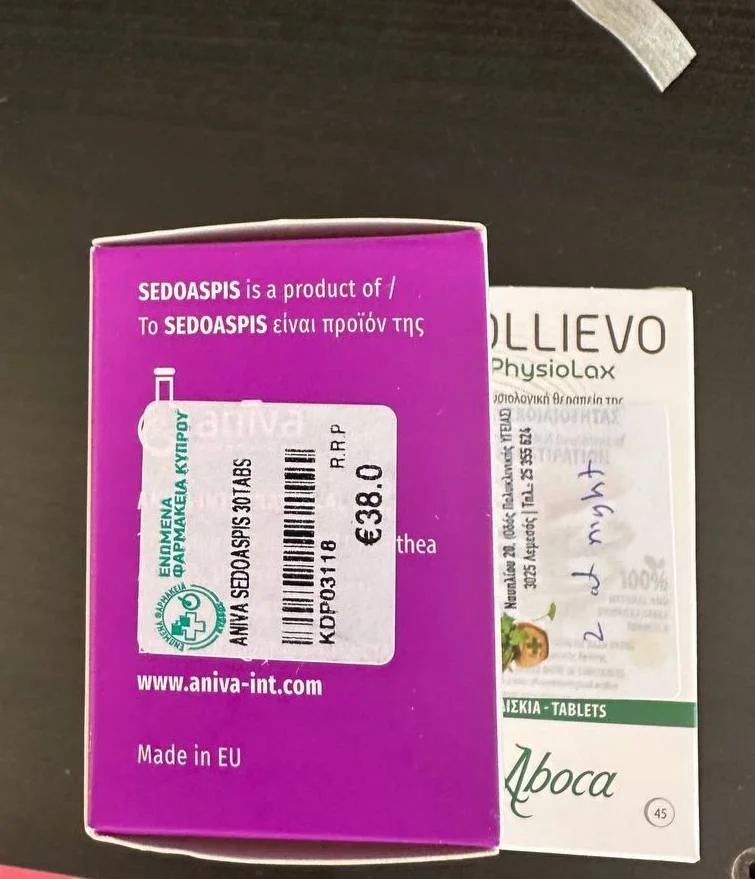 SEDOASPIS is a product of /
Το SEDOASPIS είναι προϊόν της
aniva
ΕΝΩΜΕΝΑ
ΦΑΡΜΑΚΕΙΑ ΚΥΠΡΟΥ
ANIVA SEDOASPIS 30TABS
KDP03118
R.R.P
€38.0
thea
www.aniva-int.com
Made in EU
OLLIEVO
PhysioLax
Ναυπλίου 20, (Οδός Πολυκλινικής ΥΓΕΙΑΣ)
3025 Λεμεσός | Τηλ.: 25 355 624
2 at night
100%
ΙΣΚΙΑ - TABLETS
Aboca
45